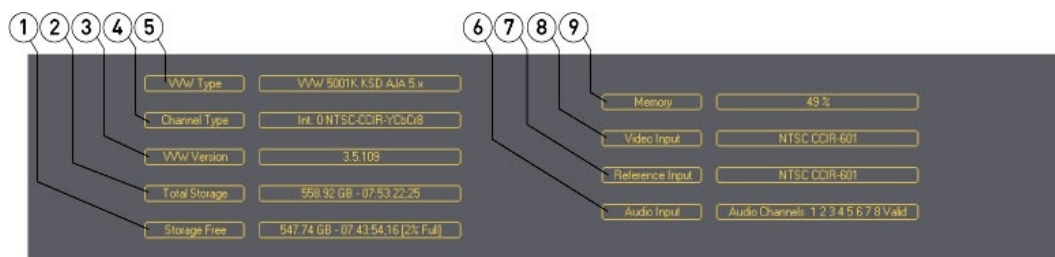 1 2 3 4 5 6 7 8 9
VVW Type VVW 5001K KSD AJA 5.x
Channel Type Int. 0 NTSC-CCIR-YCbCr8
VVW Version 3.5.109
Total Storage 558.92 GB - 07:53:22;25
Storage Free 547.74 GB - 07:43:54;16 [2% Full]
Memory 49 %
Video Input NTSC CCIR-601
Reference Input NTSC CCIR-601
Audio Input Audio Channels 1 2 3 4 5 6 7 8 Valid